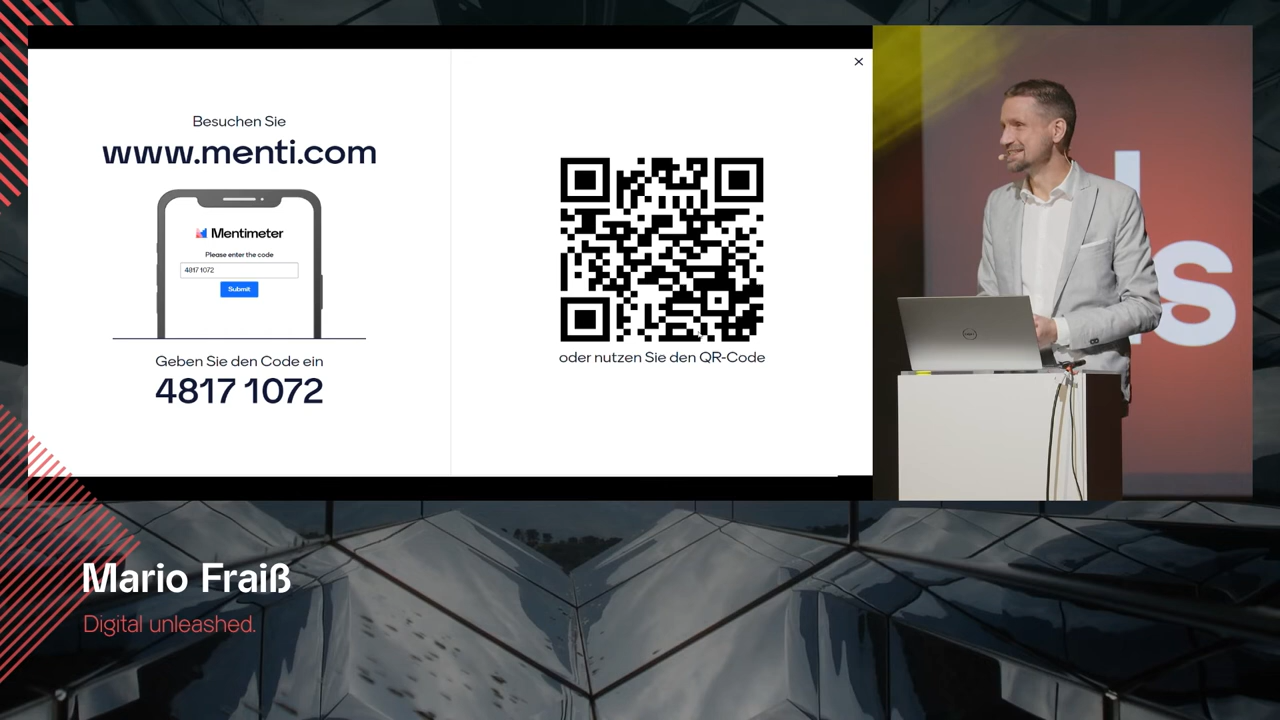 Besuchen Sie
www.menti.com
Mentimeter
Please enter the code
4817 1072
Submit
Geben Sie den Code ein
4817 1072
oder nutzen Sie den QR-Code
DELL
Mario Fraiß
Digital unleashed.